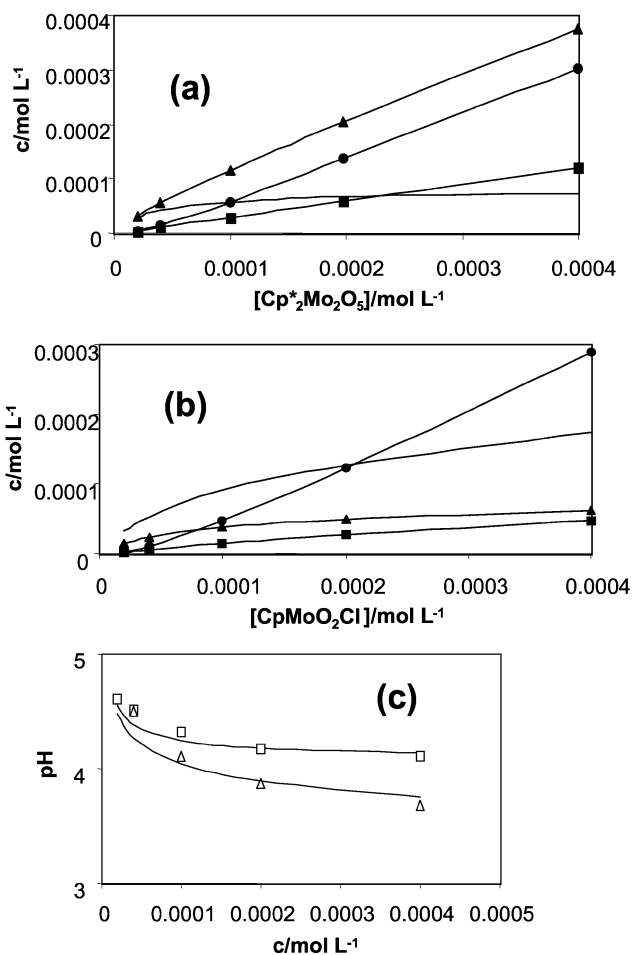 0.0004
0.0003
0.0002
0.0001
0
c/mol L-1
(a)
0 0.0001 0.0002 0.0003 0.0004
[Cp*2Mo2O5]/mol L-1
0.0003
0.0002
0.0001
0
c/mol L-1
(b)
0 0.0001 0.0002 0.0003 0.0004
[CpMoO2Cl]/mol L-1
5
4
3
pH
(c)
0 0.0001 0.0002 0.0003 0.0004 0.0005
c/mol L-1